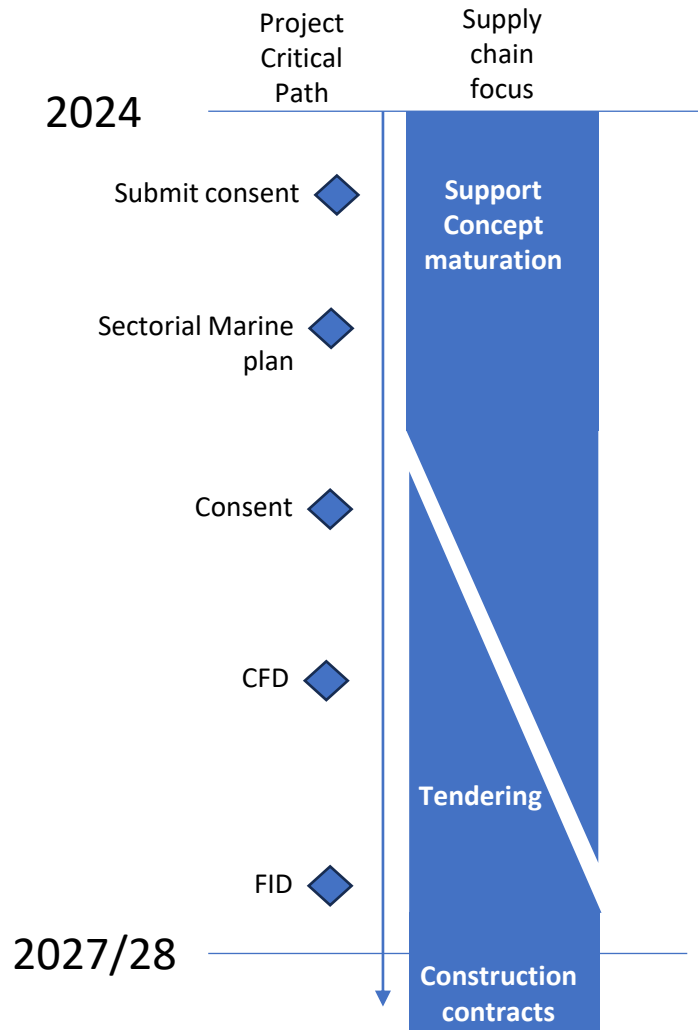 Project
Critical
Path
Supply
chain
focus
2024
Submit consent
Support
Concept
maturation
Sectorial Marine
plan
Consent
CFD
Tendering
FID
2027/28
Construction
contracts